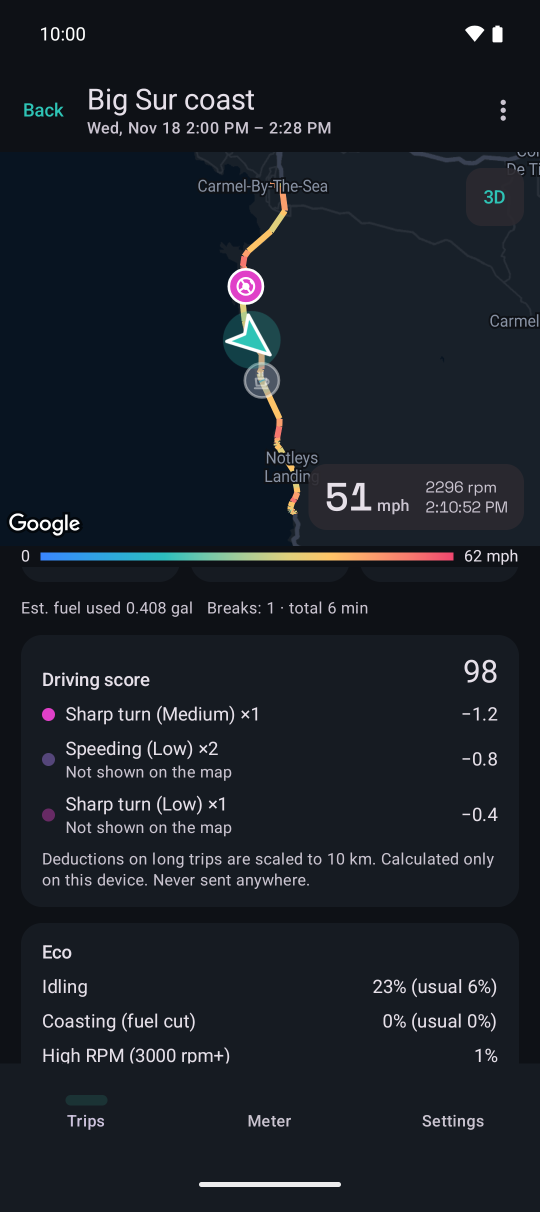 10:00
Back
Big Sur coast
Wed, Nov 18 2:00 PM – 2:28 PM
De Ti
Carmel-By-The-Sea
3D
Carmel
Notleys
Landing
51 mph
2296 rpm
2:10:52 PM
Google
0
62 mph
Est. fuel used 0.408 gal Breaks: 1 · total 6 min
Driving score
98
Sharp turn (Medium) ×1
−1.2
Speeding (Low) ×2
Not shown on the map
−0.8
Sharp turn (Low) ×1
Not shown on the map
−0.4
Deductions on long trips are scaled to 10 km. Calculated only
on this device. Never sent anywhere.
Eco
Idling
23% (usual 6%)
Coasting (fuel cut)
0% (usual 0%)
High RPM (3000 rpm+)
1%
Trips
Meter
Settings